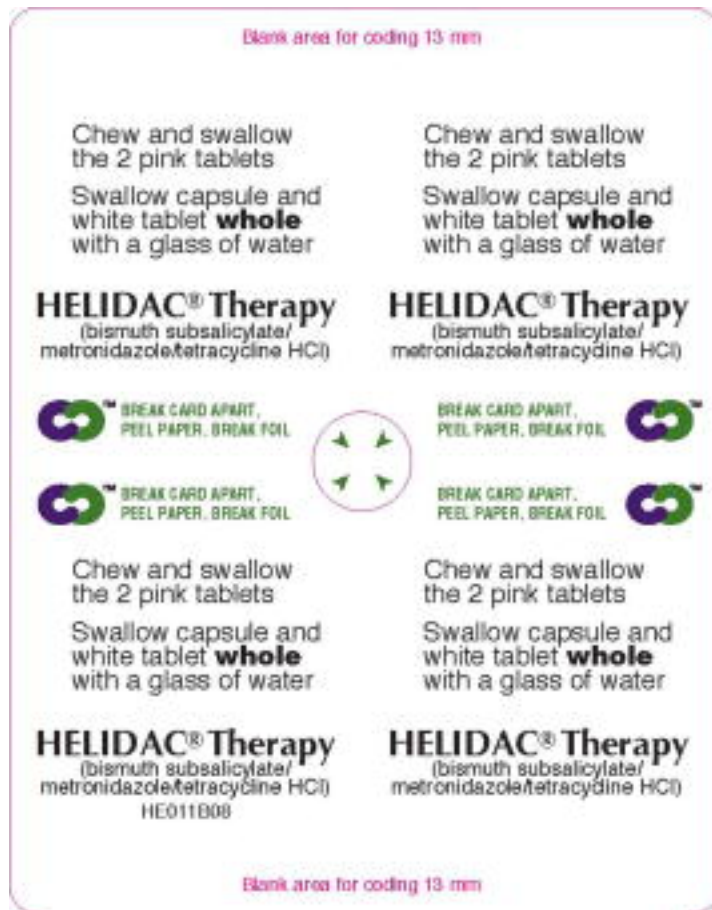 Blank area for coding 13 mm
Chew and swallow
the 2 pink tablets
Swallow capsule and
white tablet whole
with a glass of water
HELIDAC® Therapy
(bismuth subsalicylate/
metronidazole/tetracycline HCl)
Chew and swallow
the 2 pink tablets
Swallow capsule and
white tablet whole
with a glass of water
HELIDAC® Therapy
(bismuth subsalicylate/
metronidazole/tetracycline HCl)
™ BREAK CARD APART,
PEEL PAPER, BREAK FOIL
BREAK CARD APART, ™
PEEL PAPER, BREAK FOIL
™ BREAK CARD APART,
PEEL PAPER, BREAK FOIL
BREAK CARD APART, ™
PEEL PAPER, BREAK FOIL
Chew and swallow
the 2 pink tablets
Swallow capsule and
white tablet whole
with a glass of water
HELIDAC® Therapy
(bismuth subsalicylate/
metronidazole/tetracycline HCl)
HE011B08
Chew and swallow
the 2 pink tablets
Swallow capsule and
white tablet whole
with a glass of water
HELIDAC® Therapy
(bismuth subsalicylate/
metronidazole/tetracycline HCl)
Blank area for coding 13 mm